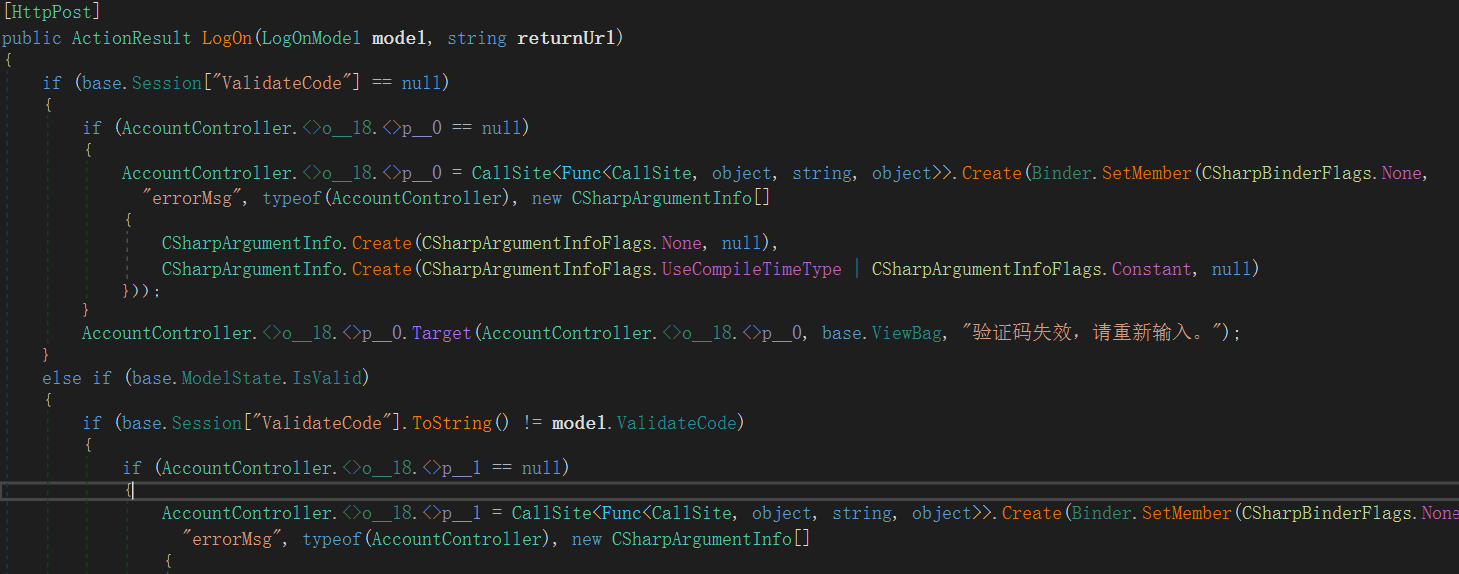 [HttpPost]
public ActionResult LogOn(LogOnModel model, string returnUrl)
{
if (base.Session["ValidateCode"] == null)
{
if (AccountController.<>o__18.<>p__0 == null)
{
AccountController.<>o__18.<>p__0 = CallSite<Func<CallSite, object, string, object>>.Create(Binder.SetMember(CSharpBinderFlags.None,
"errorMsg", typeof(AccountController), new CSharpArgumentInfo[]
{
CSharpArgumentInfo.Create(CSharpArgumentInfoFlags.None, null),
CSharpArgumentInfo.Create(CSharpArgumentInfoFlags.UseCompileTimeType | CSharpArgumentInfoFlags.Constant, null)
}));
}
AccountController.<>o__18.<>p__0.Target(AccountController.<>o__18.<>p__0, base.ViewBag, "验证码失效，请重新输入。");
}
else if (base.ModelState.IsValid)
{
if (base.Session["ValidateCode"].ToString() != model.ValidateCode)
{
if (AccountController.<>o__18.<>p__1 == null)
{
AccountController.<>o__18.<>p__1 = CallSite<Func<CallSite, object, string, object>>.Create(Binder.SetMember(CSharpBinderFlags.None
"errorMsg", typeof(AccountController), new CSharpArgumentInfo[]
{